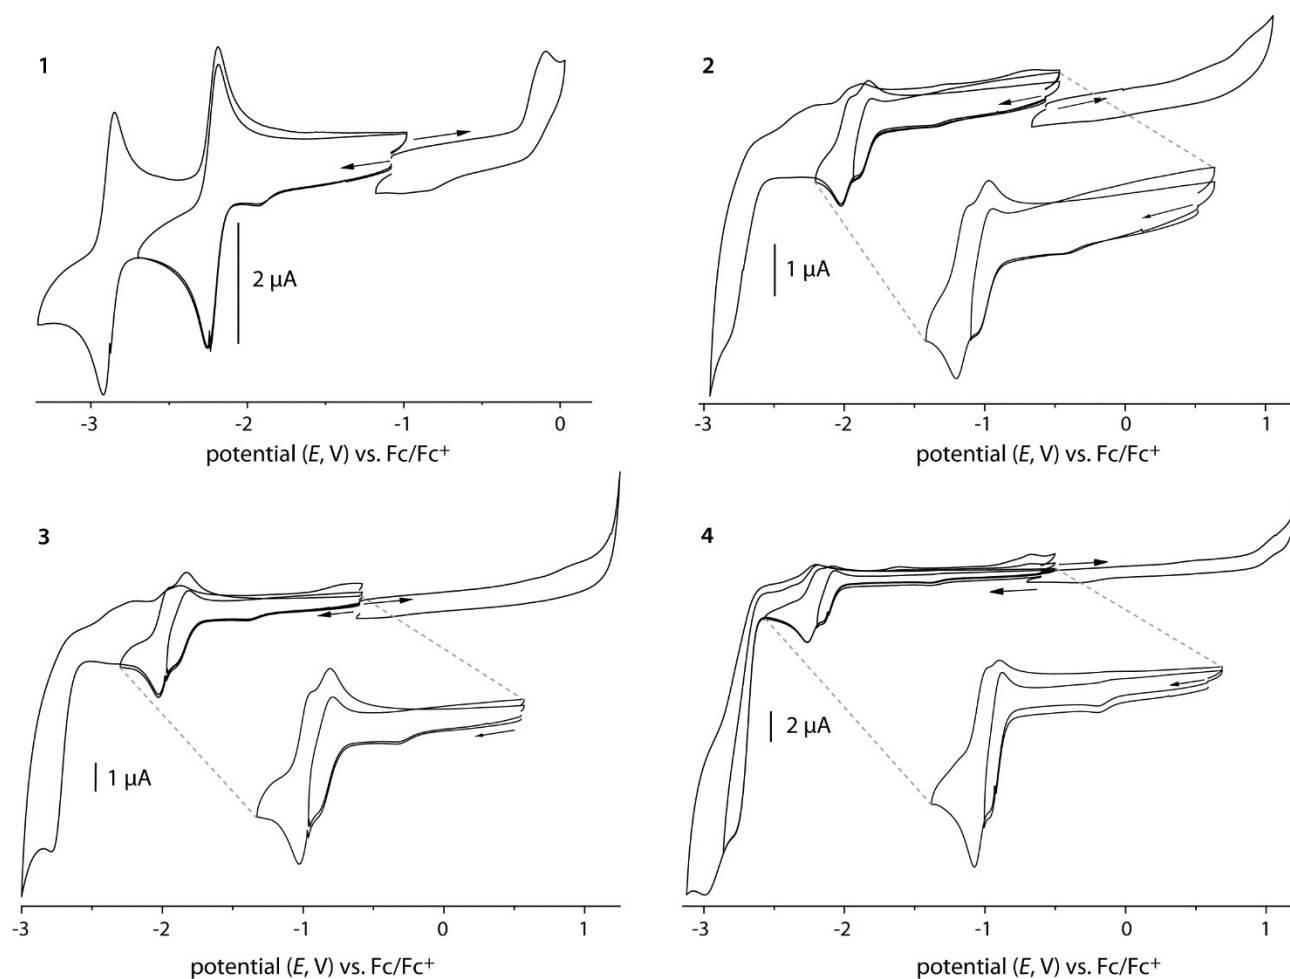 1
2 µA
-3 -2 -1 0
potential (E, V) vs. Fc/Fc+
2
1 µA
-3 -2 -1 0 1
potential (E, V) vs. Fc/Fc+
3
1 µA
-3 -2 -1 0 1
potential (E, V) vs. Fc/Fc+
4
2 µA
-3 -2 -1 0 1
potential (E, V) vs. Fc/Fc+